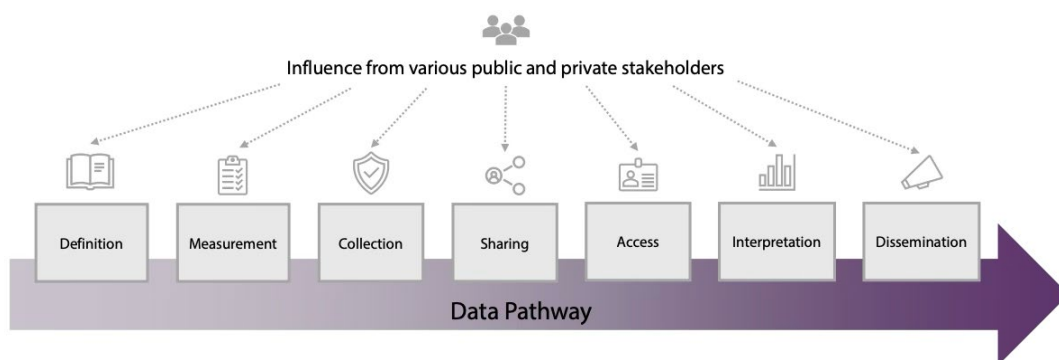 Influence from various public and private stakeholders
Definition
Measurement
Collection
Sharing
Access
Interpretation
Dissemination
Data Pathway